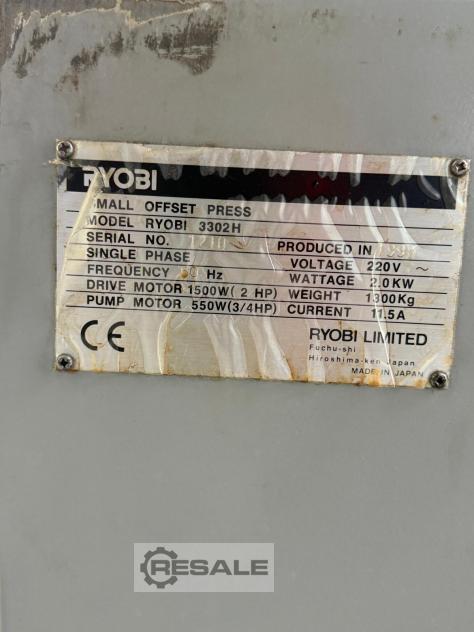 RYOBI
SMALL OFFSET PRESS
MODEL RYOBI 3302H
SERIAL NO. PRODUCED IN
SINGLE PHASE VOLTAGE 220V ~
FREQUENCY Hz WATTAGE 2.0KW
DRIVE MOTOR 1500W( 2 HP) WEIGHT 1300Kg
PUMP MOTOR 550W(3/4HP) CURRENT 11.5A
CE
RYOBI LIMITED
Fuchu-shi
Hiroshima-ken Japan
MADE IN JAPAN
RESALE